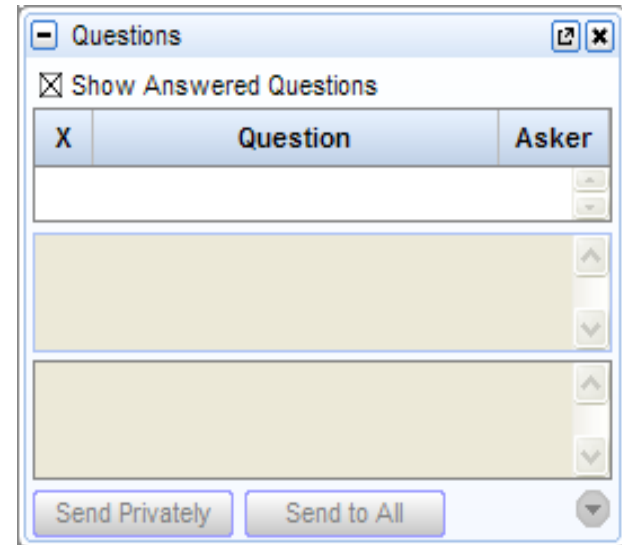 Questions
Show Answered Questions
X Question Asker
Send Privately Send to All